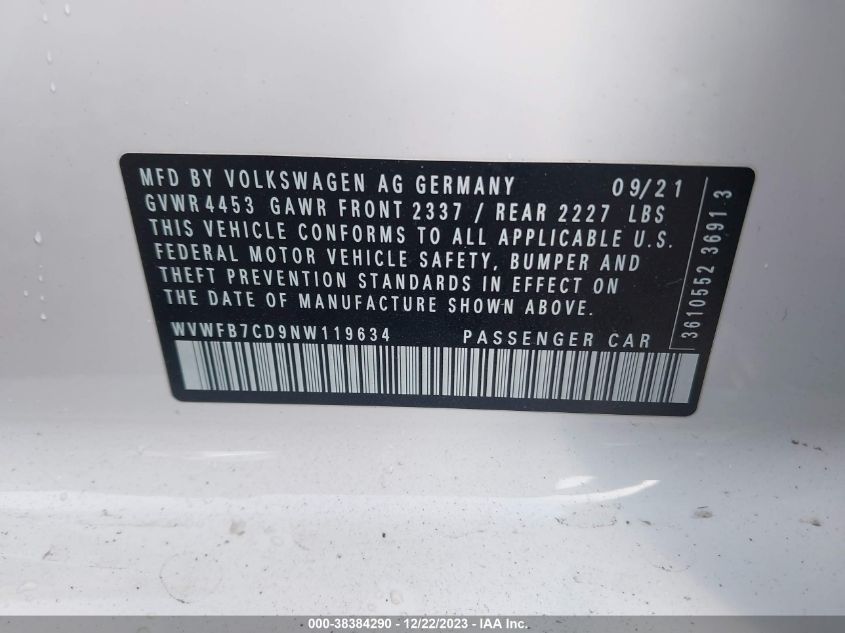 MFD BY VOLKSWAGEN AG GERMANY 09/21
GVWR 4453 GAWR FRONT 2337 / REAR 2227 LBS
THIS VEHICLE CONFORMS TO ALL APPLICABLE U.S.
FEDERAL MOTOR VEHICLE SAFETY, BUMPER AND
THEFT PREVENTION STANDARDS IN EFFECT ON
THE DATE OF MANUFACTURE SHOWN ABOVE.
WVWFB7CD9NW119634 PASSENGER CAR
3610552 3691 3
000-38384290 - 12/22/2023 - IAA Inc.